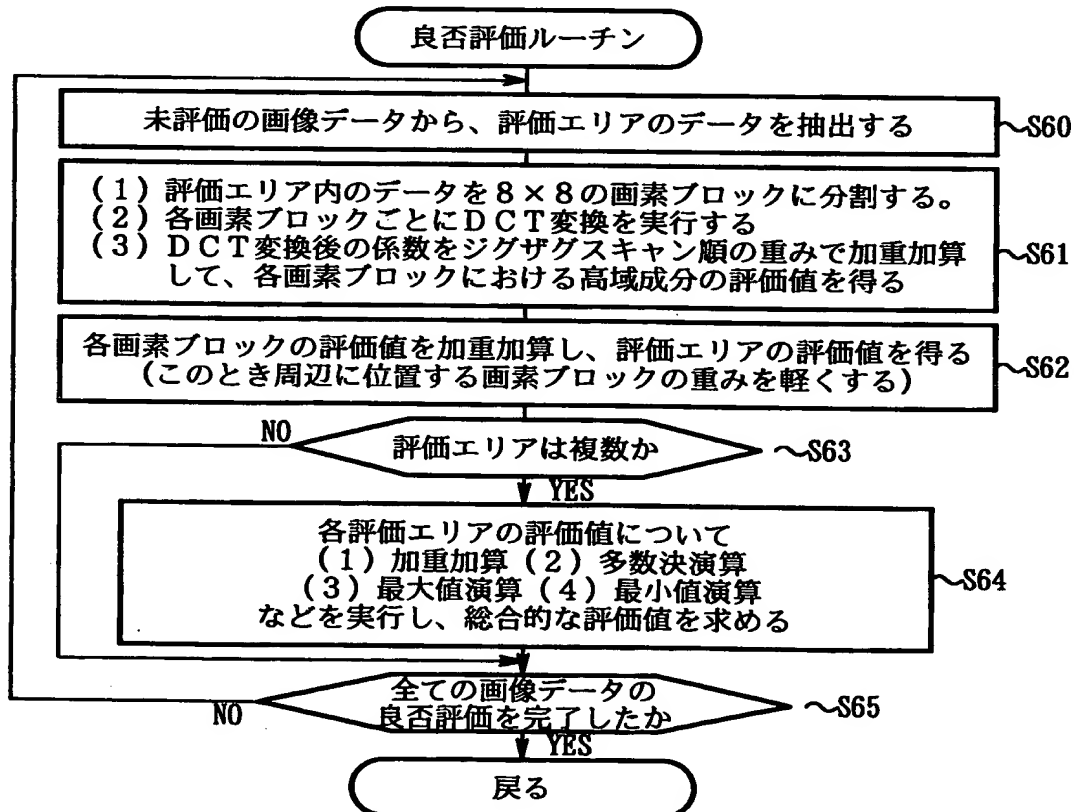 良否評価ルーチン
未評価の画像データから、評価エリアのデータを抽出する
~S60
(1)評価エリア内のデータを8×8の画素ブロックに分割する。
(2)各画素ブロックごとにDCT変換を実行する
(3)DCT変換後の係数をジグザグスキャン順の重みで加重加算
して、各画素ブロックにおける高域成分の評価値を得る
~S61
各画素ブロックの評価値を加重加算し、評価エリアの評価値を得る
(このとき周辺に位置する画素ブロックの重みを軽くする)
~S62
NO
評価エリアは複数か
~S63
YES
各評価エリアの評価値について
(1)加重加算(2)多数決演算
(3)最大値演算(4)最小値演算
などを実行し、総合的な評価値を求める
~S64
全ての画像データの
良否評価を完了したか
~S65
NO
YES
戻る